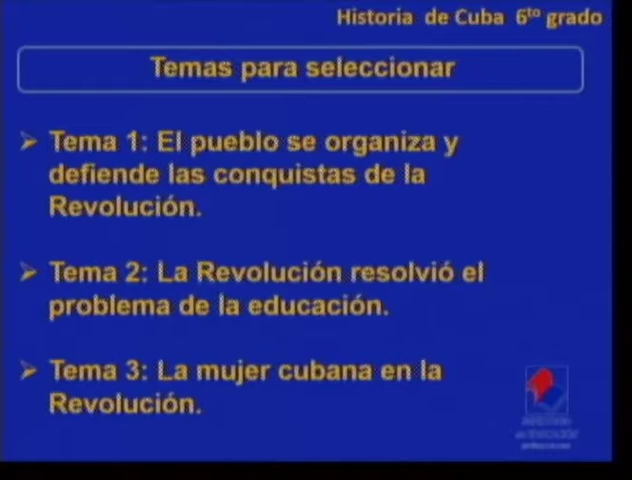 Historia de Cuba 6to grado
Temas para seleccionar
➢ Tema 1: El pueblo se organiza y
defiende las conquistas de la
Revolución.
➢ Tema 2: La Revolución resolvió el
problema de la educación.
➢ Tema 3: La mujer cubana en la
Revolución.